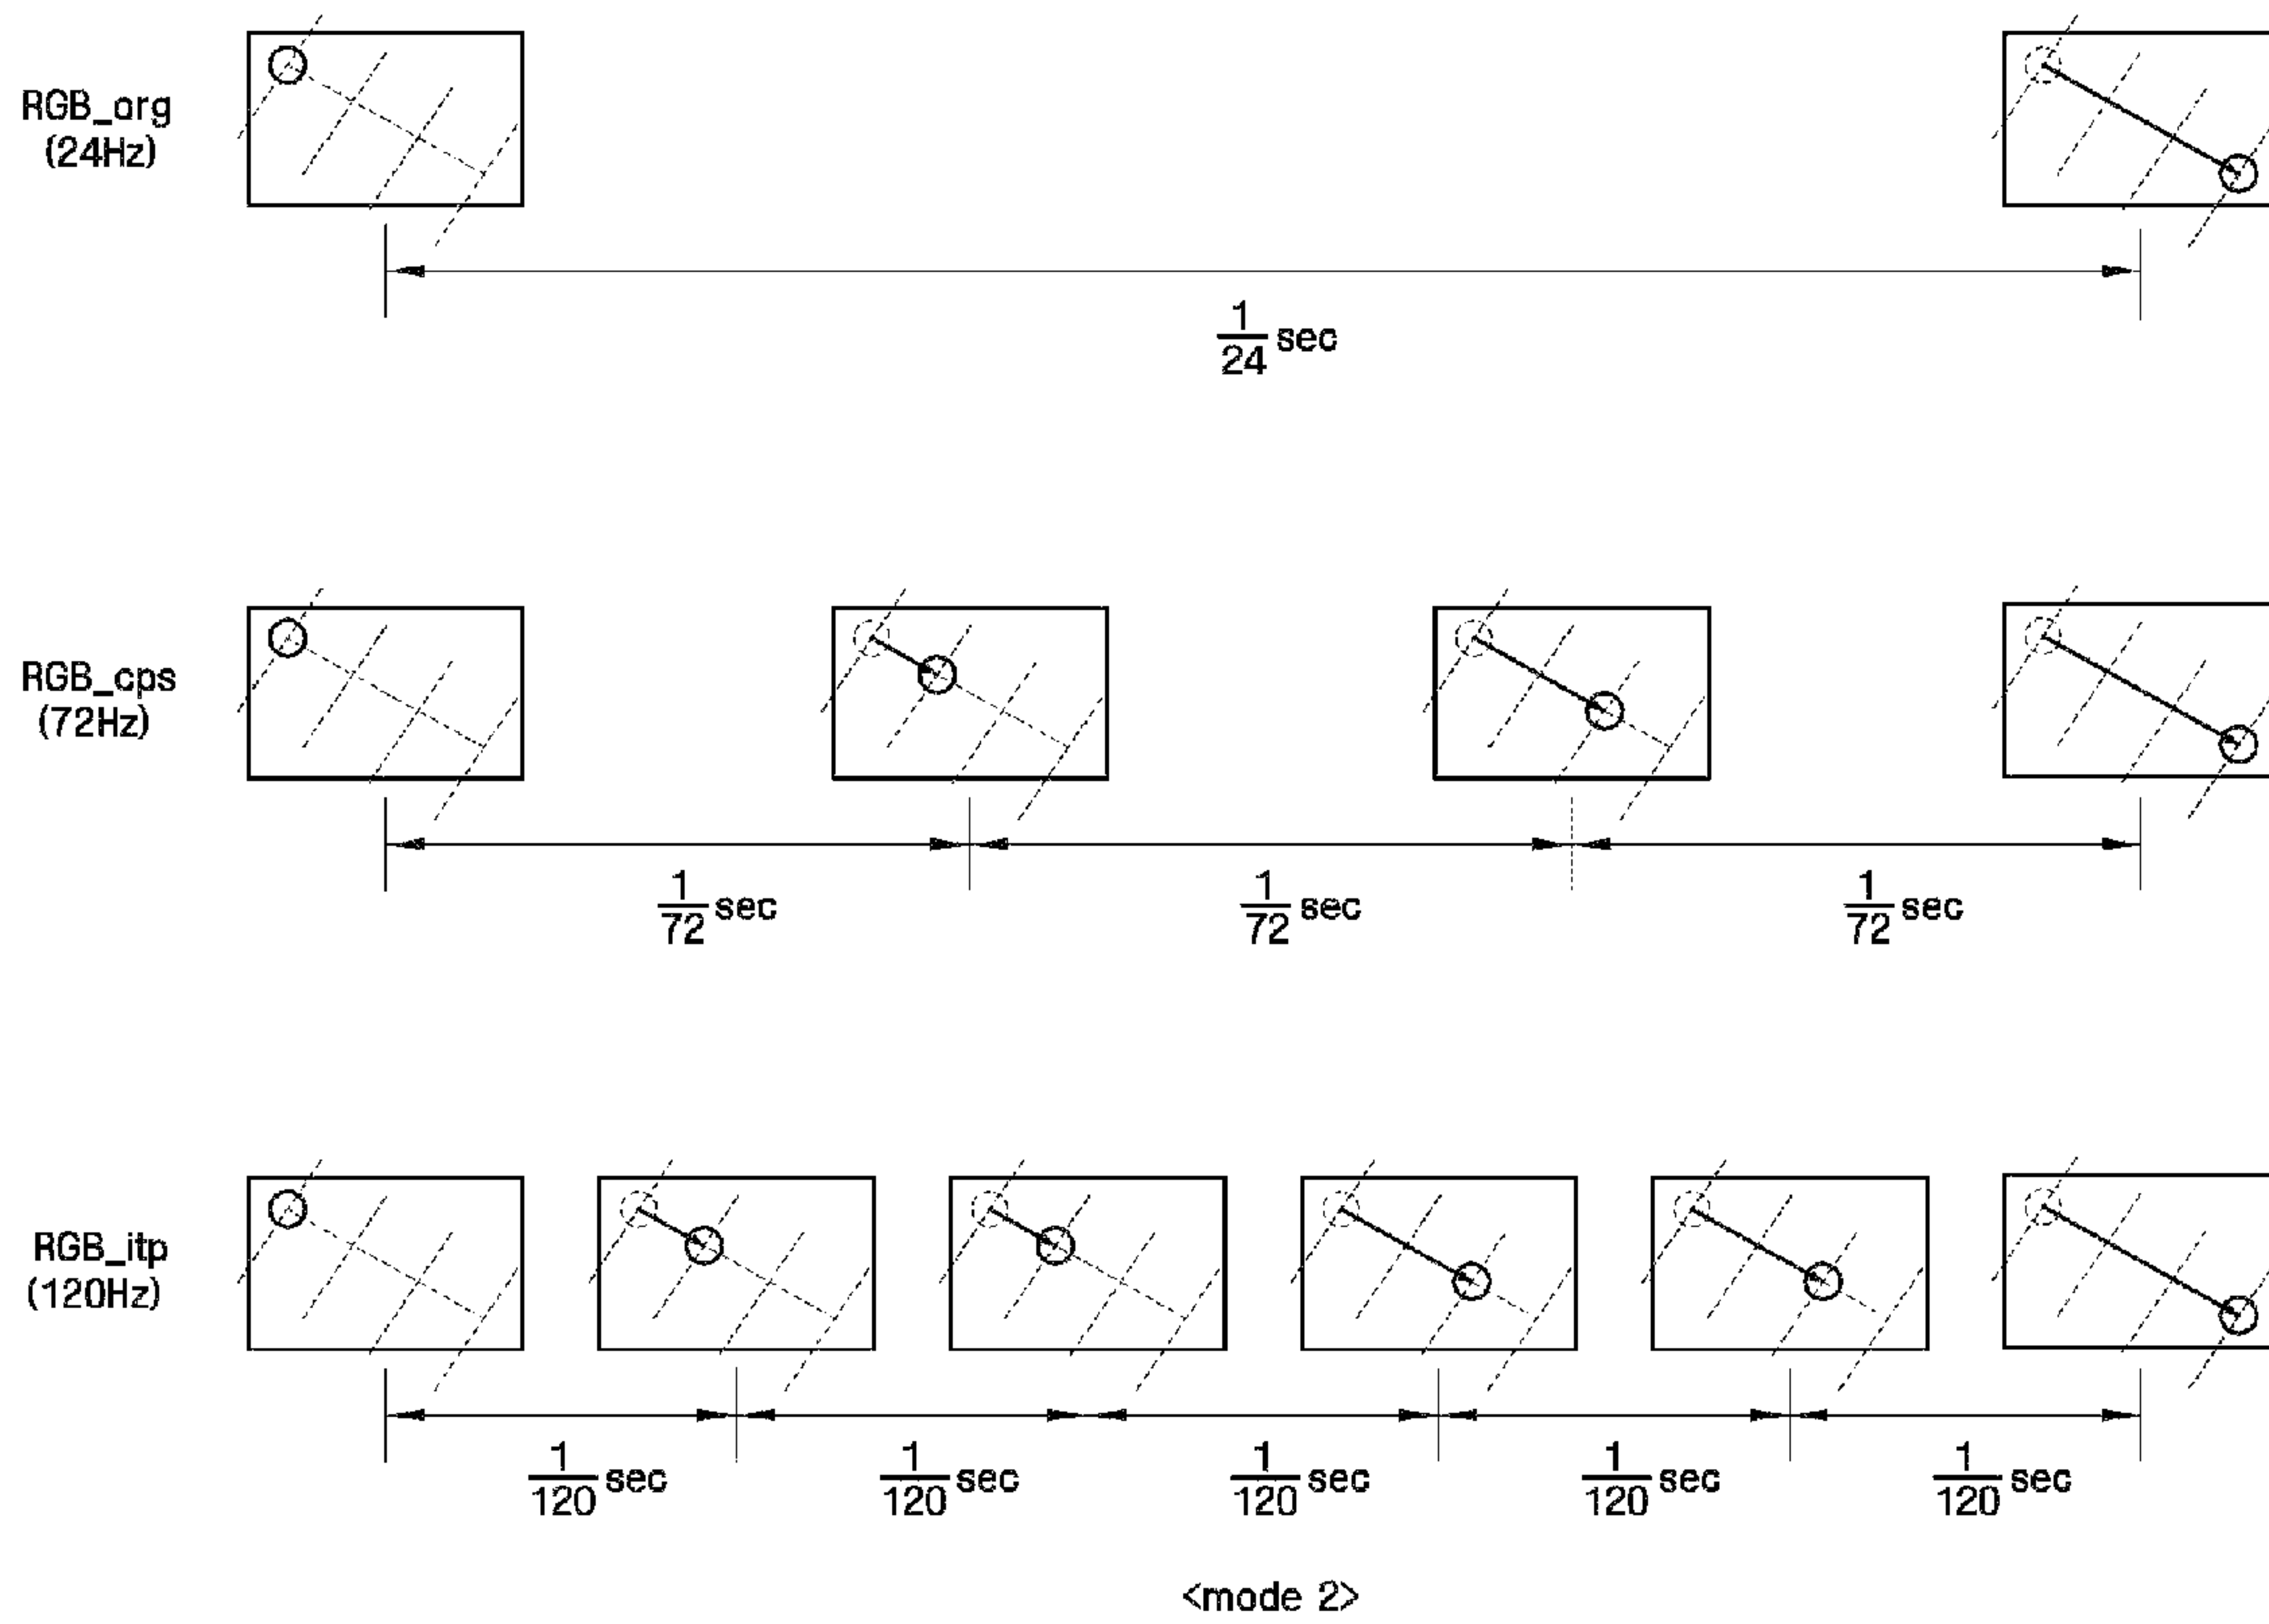 RGB_org
(24Hz)
1
24
sec
RGB_cps
(72Hz)
1
72
sec
1
72
sec
1
72
sec
RGB_itp
(120Hz)
1
120
sec
1
120
sec
1
120
sec
1
120
sec
1
120
sec
<mode 2>